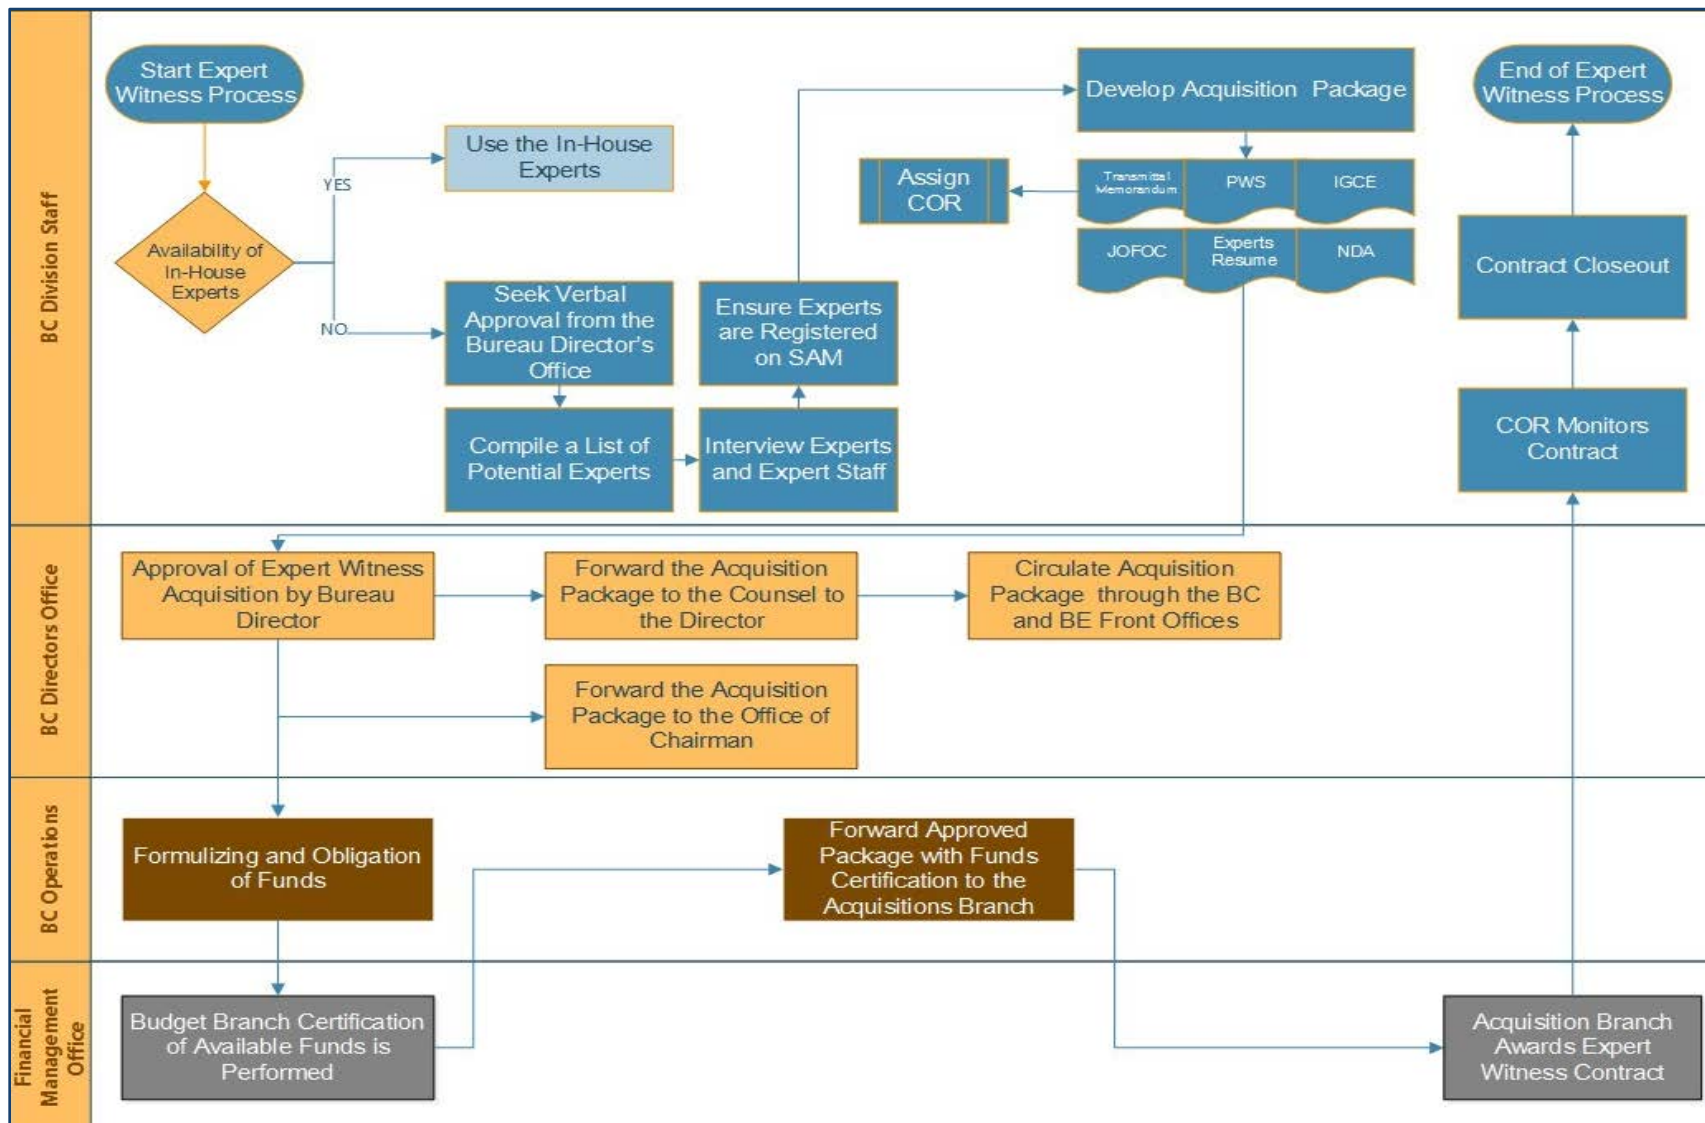 BC Division Staff
Start Expert
Witness Process
Availability of
In-House
Experts
YES
NO
Use the In-House
Experts
Seek Verbal
Approval from the
Bureau Director's
Office
Compile a List of
Potential Experts
Interview Experts
and Expert Staff
Ensure Experts
are Registered
on SAM
Develop Acquisition Package
Assign
COR
Transmittal
Memorandum
PWS
IGCE
JOFOC
Experts
Resume
NDA
End of Expert
Witness Process
Contract Closeout
COR Monitors
Contract
BC Directors Office
Approval of Expert Witness
Acquisition by Bureau
Director
Forward the Acquisition
Package to the Counsel to
the Director
Circulate Acquisition
Package through the BC
and BE Front Offices
Forward the Acquisition
Package to the Office of
Chairman
BC Operations
Formulizing and Obligation
of Funds
Forward Approved
Package with Funds
Certification to the
Acquisitions Branch
Financial
Management
Office
Budget Branch Certification
of Available Funds is
Performed
Acquisition Branch
Awards Expert
Witness Contract